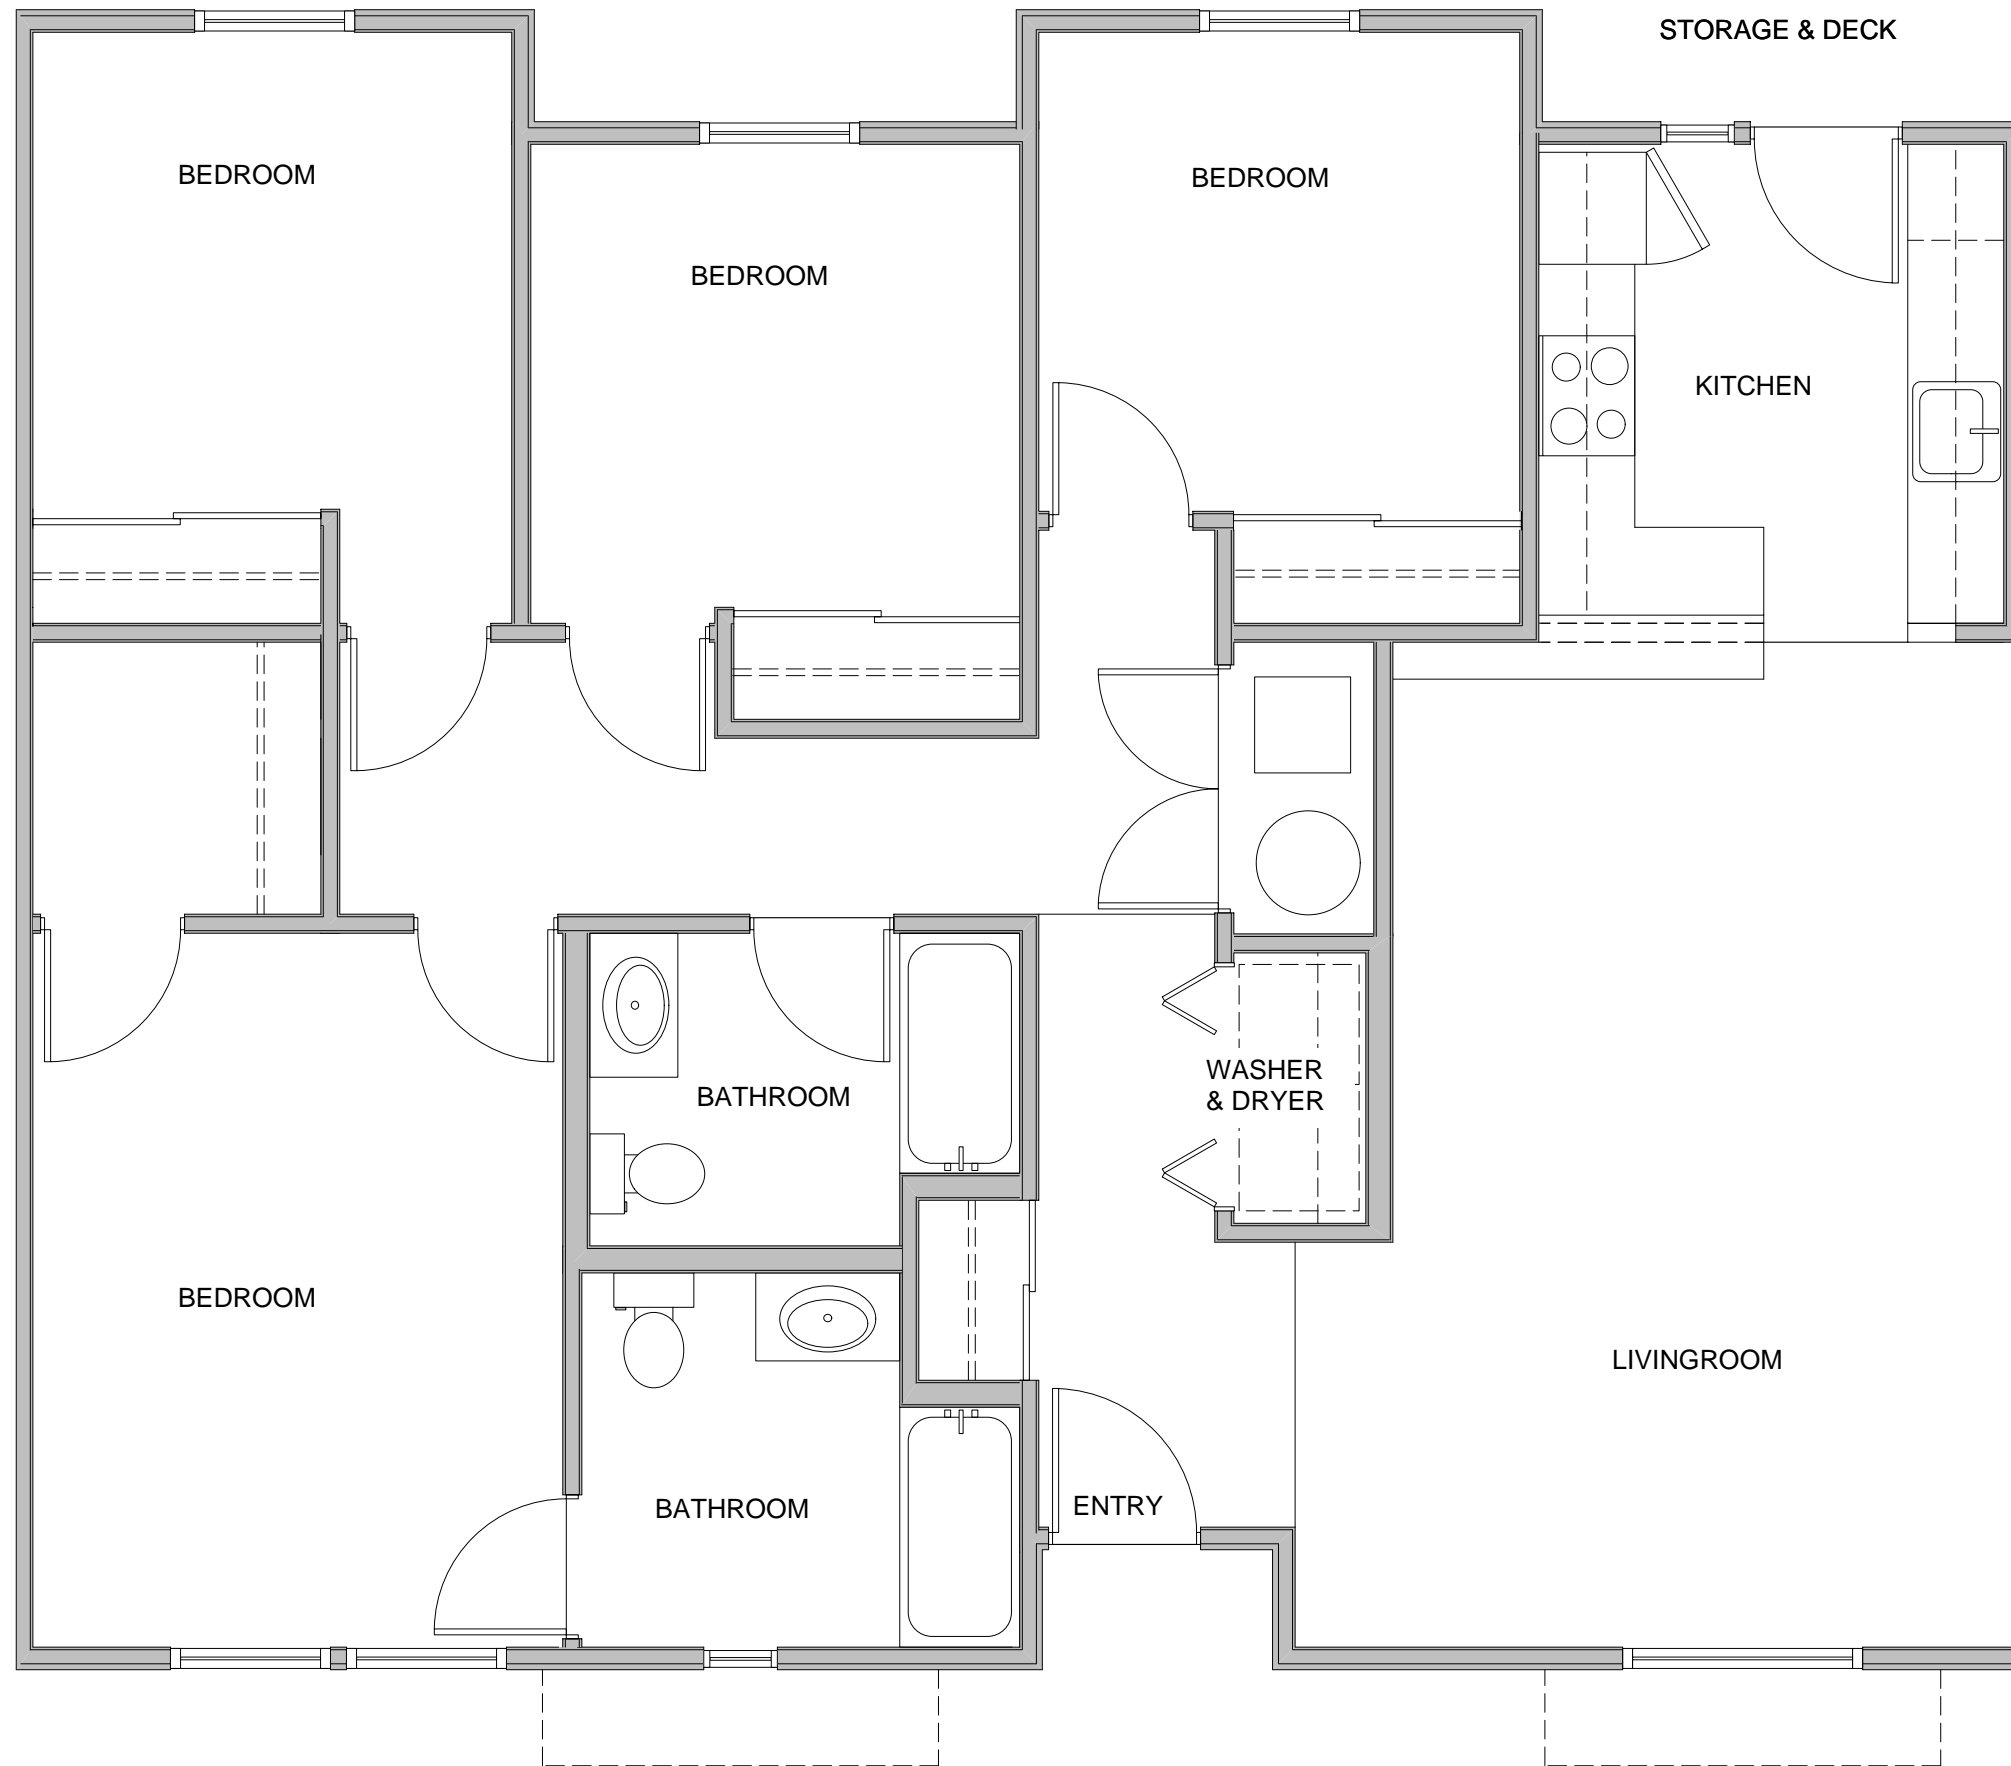 STORAGE & DECK
BEDROOM
BEDROOM
BEDROOM
KITCHEN
WASHER
& DRYER
BATHROOM
BEDROOM
LIVINGROOM
BATHROOM
ENTRY